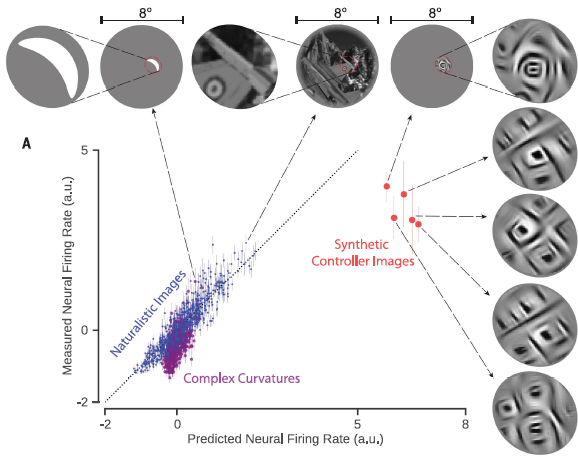 8°
8°
8°
A
5
Measured Neural Firing Rate (a.u.)
Synthetic
Controller Images
Naturalistic Images
0
Complex Curvatures
-2
-2
0
5
8
Predicted Neural Firing Rate (a.u.)